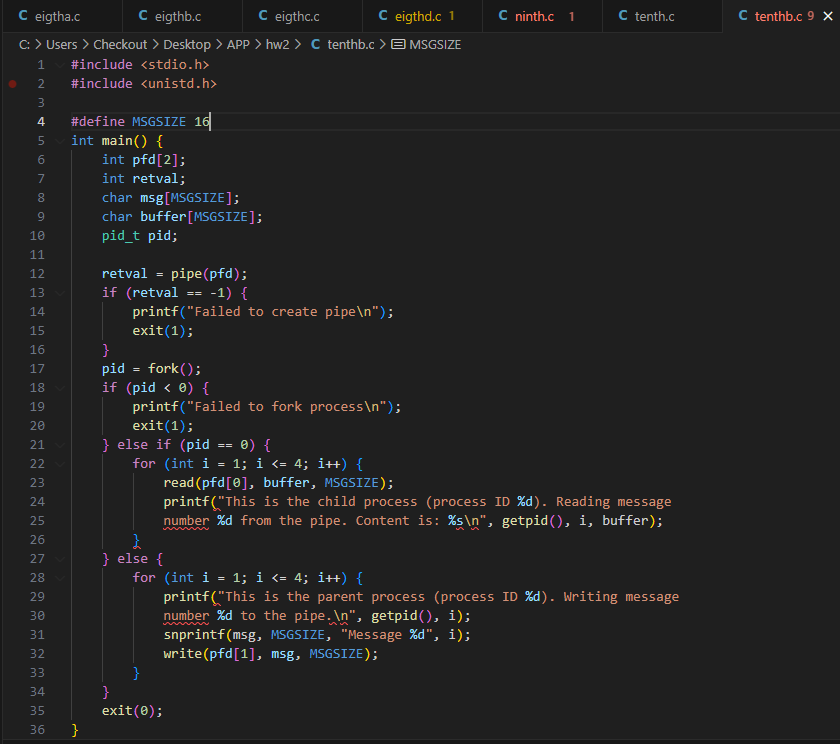 C eigtha.c C eigthb.c C eigthc.c C eigthd.c 1 C ninth.c 1 C tenth.c C tenthb.c 9 ×
C: > Users > Checkout > Desktop > APP > hw2 > C tenthb.c > MSGSIZE
1 #include <stdio.h>
2 #include <unistd.h>
3
4 #define MSGSIZE 16
5 int main() {
6     int pfd[2];
7     int retval;
8     char msg[MSGSIZE];
9     char buffer[MSGSIZE];
10     pid_t pid;
11
12     retval = pipe(pfd);
13     if (retval == -1) {
14         printf("Failed to create pipe\n");
15         exit(1);
16     }
17     pid = fork();
18     if (pid < 0) {
19         printf("Failed to fork process\n");
20         exit(1);
21     } else if (pid == 0) {
22         for (int i = 1; i <= 4; i++) {
23             read(pfd[0], buffer, MSGSIZE);
24             printf("This is the child process (process ID %d). Reading message
25             number %d from the pipe. Content is: %s\n", getpid(), i, buffer);
26         }
27     } else {
28         for (int i = 1; i <= 4; i++) {
29             printf("This is the parent process (process ID %d). Writing message
30             number %d to the pipe.\n", getpid(), i);
31             snprintf(msg, MSGSIZE, "Message %d", i);
32             write(pfd[1], msg, MSGSIZE);
33         }
34     }
35     exit(0);
36 }